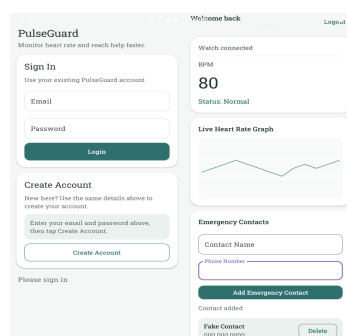 PulseGuard
Monitor heart rate and reach help faster.
Sign In
Use your existing PulseGuard account.
Email
Password
Login
Create Account
New here? Use the same details above to
create your account.
Enter your email and password above,
then tap Create Account.
Create Account
Please sign in
Welcome back
Logout
Watch connected
BPM
80
Status: Normal
Live Heart Rate Graph
Emergency Contacts
Contact Name
Phone Number
Add Emergency Contact
Contact added
Fake Contact
000 000 0000
Delete